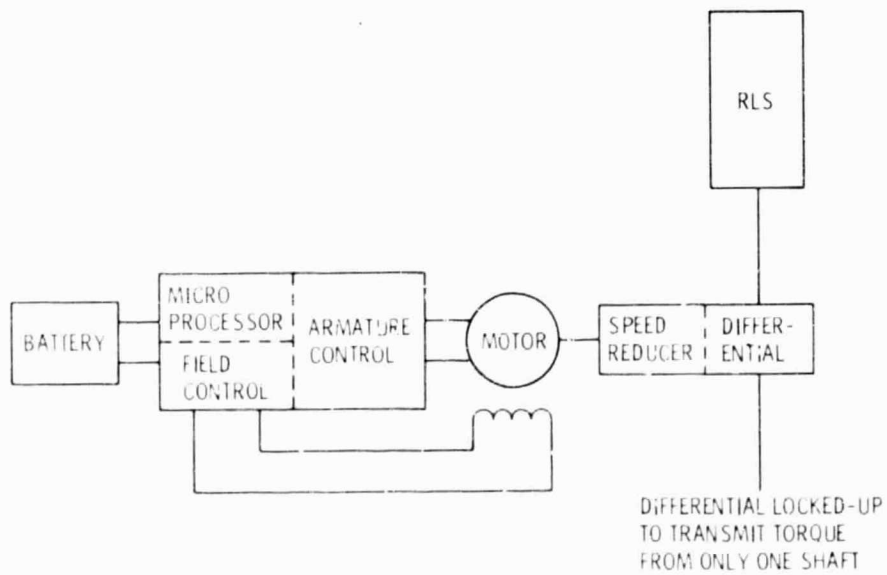 RLS
MICRO
PROCESSOR
FIELD
CONTROL
ARMATURE
CONTROL
BATTERY
MOTOR
SPEED
REDUCER
DIFFER-
ENTIAL
DIFFERENTIAL LOCKED-UP
TO TRANSMIT TORQUE
FROM ONLY ONE SHAFT